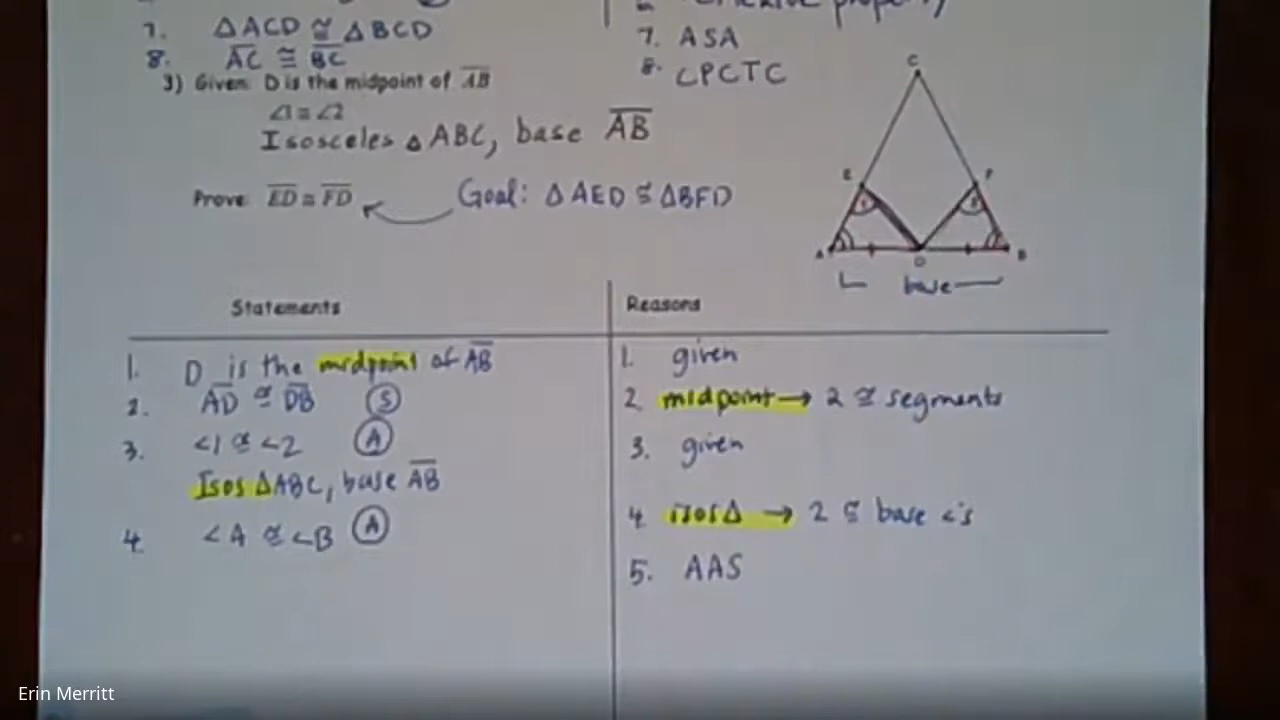 7. △ACD ≅ △BCD
7. ASA
8. AC ≅ BC
8. CPCTC
3) Given: D is the midpoint of AB
∠1 ≅ ∠2
Isosceles △ABC, base AB
Prove: ED ≅ FD
Goal: △AED ≅ △BFD
C
E
F
1
2
A
D
B
base
Statements
Reasons
1. D is the midpoint of AB
1. given
2. AD ≅ DB (S)
2. midpoint → 2 ≅ segments
3. <1 ≅ <2 (A)
3. given
Isos △ABC, base AB
4. <A ≅ <B (A)
4. isos△ → 2 ≅ base <'s
5. AAS
Erin Merritt